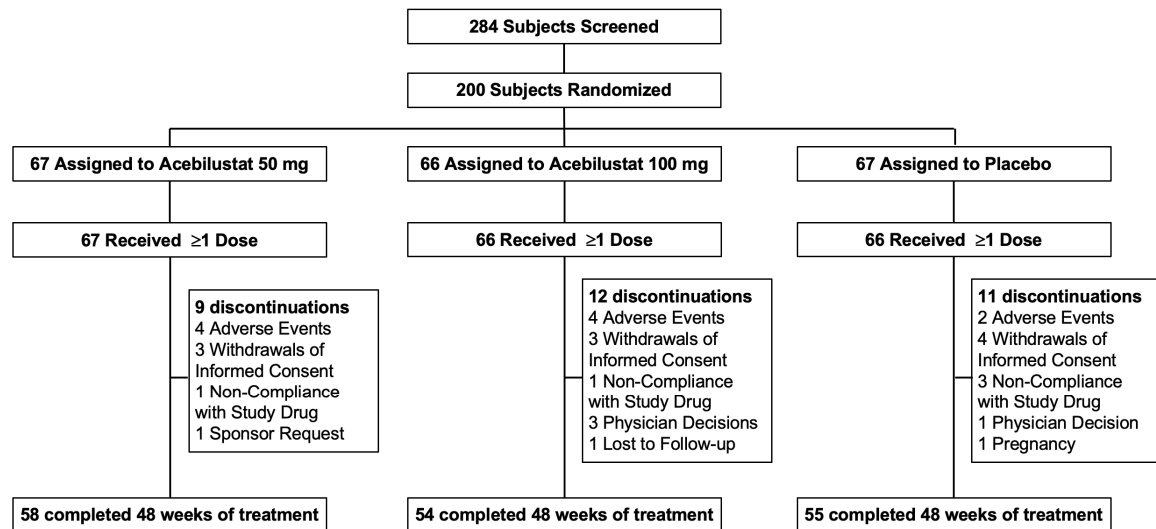 284 Subjects Screened
200 Subjects Randomized
67 Assigned to Acebilustat 50 mg
66 Assigned to Acebilustat 100 mg
67 Assigned to Placebo
67 Received ≥1 Dose
66 Received ≥1 Dose
66 Received ≥1 Dose
9 discontinuations
4 Adverse Events
3 Withdrawals of
Informed Consent
1 Non-Compliance
with Study Drug
1 Sponsor Request
12 discontinuations
4 Adverse Events
3 Withdrawals of
Informed Consent
1 Non-Compliance
with Study Drug
3 Physician Decisions
1 Lost to Follow-up
11 discontinuations
2 Adverse Events
4 Withdrawals of
Informed Consent
3 Non-Compliance
with Study Drug
1 Physician Decision
1 Pregnancy
58 completed 48 weeks of treatment
54 completed 48 weeks of treatment
55 completed 48 weeks of treatment